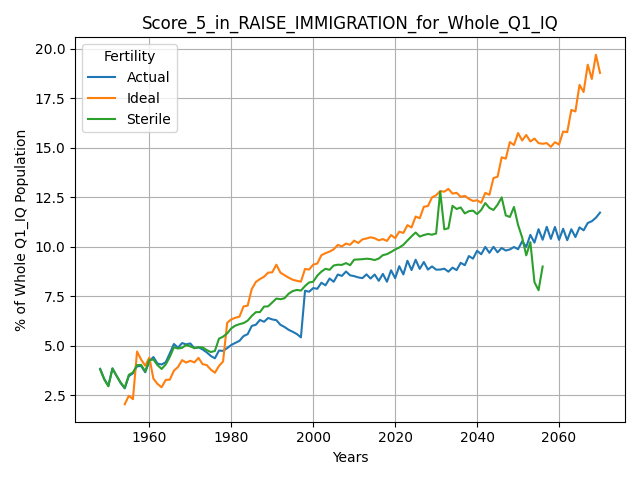 Score_5_in_RAISE_IMMIGRATION_for_Whole_Q1_IQ
Fertility
Actual
Ideal
Sterile
% of Whole Q1_IQ Population
20.0
17.5
15.0
12.5
10.0
7.5
5.0
2.5
1960 1980 2000 2020 2040 2060
Years